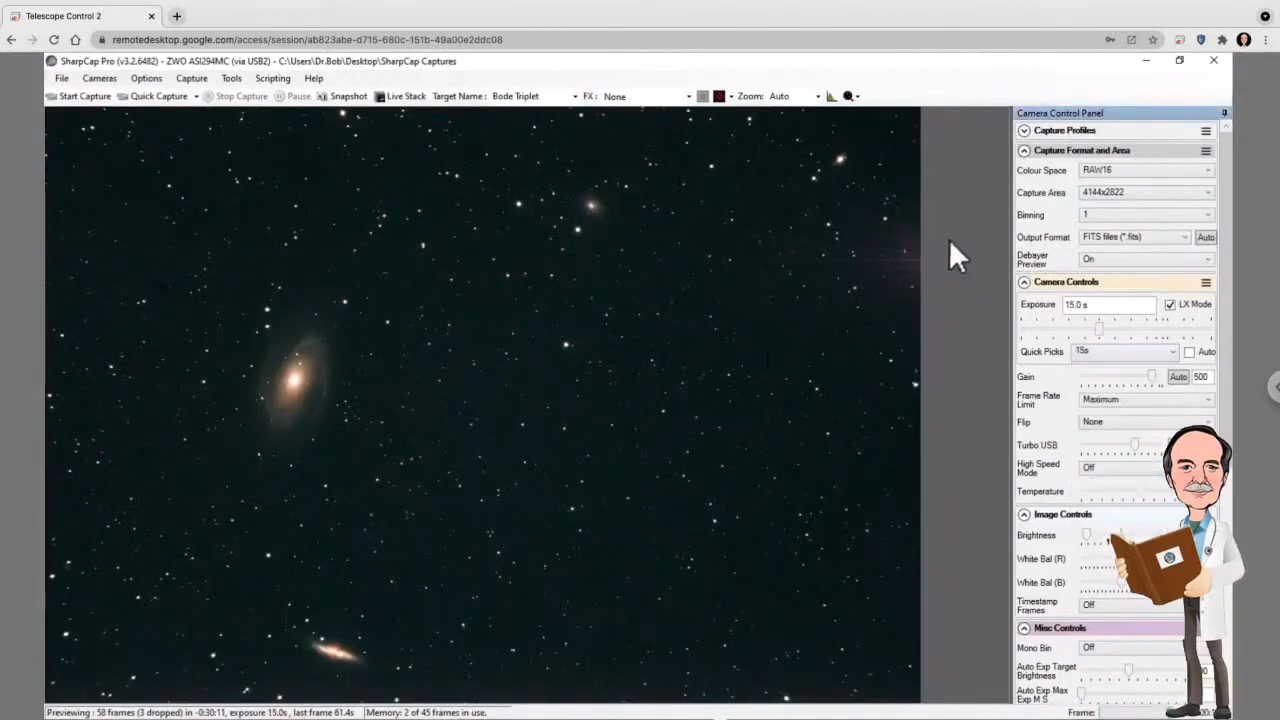 Telescope Control 2
remotedesktop.google.com/access/session/ab823abe-d715-680c-151b-49a00e2ddc08
SharpCap Pro (v3.2.6482) - ZWO ASI294MC (via USB2) - C:\Users\Dr.Bob\Desktop\SharpCap Captures
File Cameras Options Capture Tools Scripting Help
Start Capture Quick Capture Stop Capture Pause Snapshot Live Stack Target Name : Bode Triplet FX: None Zoom: Auto
Camera Control Panel
Capture Profiles
Capture Format and Area
Colour Space RAW16
Capture Area 4144x2822
Binning 1
Output Format FITS files (*.fits) Auto
Debayer Preview On
Camera Controls
Exposure 15.0 s LX Mode
Quick Picks 15s Auto
Gain Auto 500
Frame Rate Limit Maximum
Flip None
Turbo USB
High Speed Mode Off
Temperature
Image Controls
Brightness
White Bal (R)
White Bal (B)
Timestamp Frames Off
Misc Controls
Mono Bin Off
Auto Exp Target Brightness
Auto Exp Max Exp M S
Previewing : 58 frames (3 dropped) in -0:30:11, exposure 15.0s , last frame 61.4s Memory: 2 of 45 frames in use. Frame: